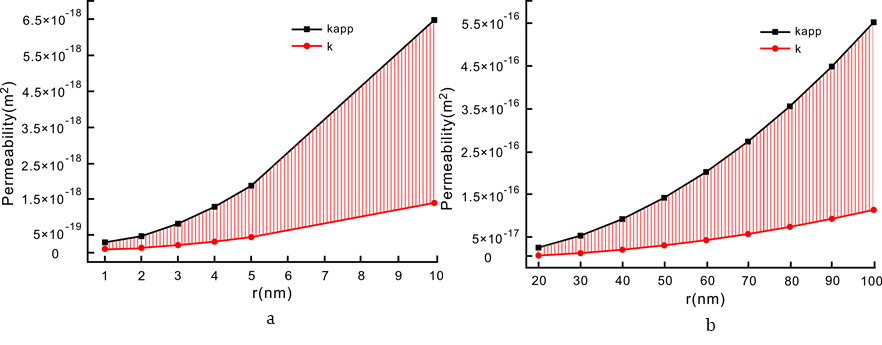 6.5×10⁻¹⁸
5.5×10⁻¹⁸
4.5×10⁻¹⁸
3.5×10⁻¹⁸
2.5×10⁻¹⁸
1.5×10⁻¹⁸
5×10⁻¹⁹
0
Permeability(m²)
kapp
k
1 2 3 4 5 6 7 8 9 10
r(nm)
a
5.5×10⁻¹⁶
4.5×10⁻¹⁶
3.5×10⁻¹⁶
2.5×10⁻¹⁶
1.5×10⁻¹⁶
5×10⁻¹⁷
0
Permeability(m²)
kapp
k
20 30 40 50 60 70 80 90 100
r(nm)
b